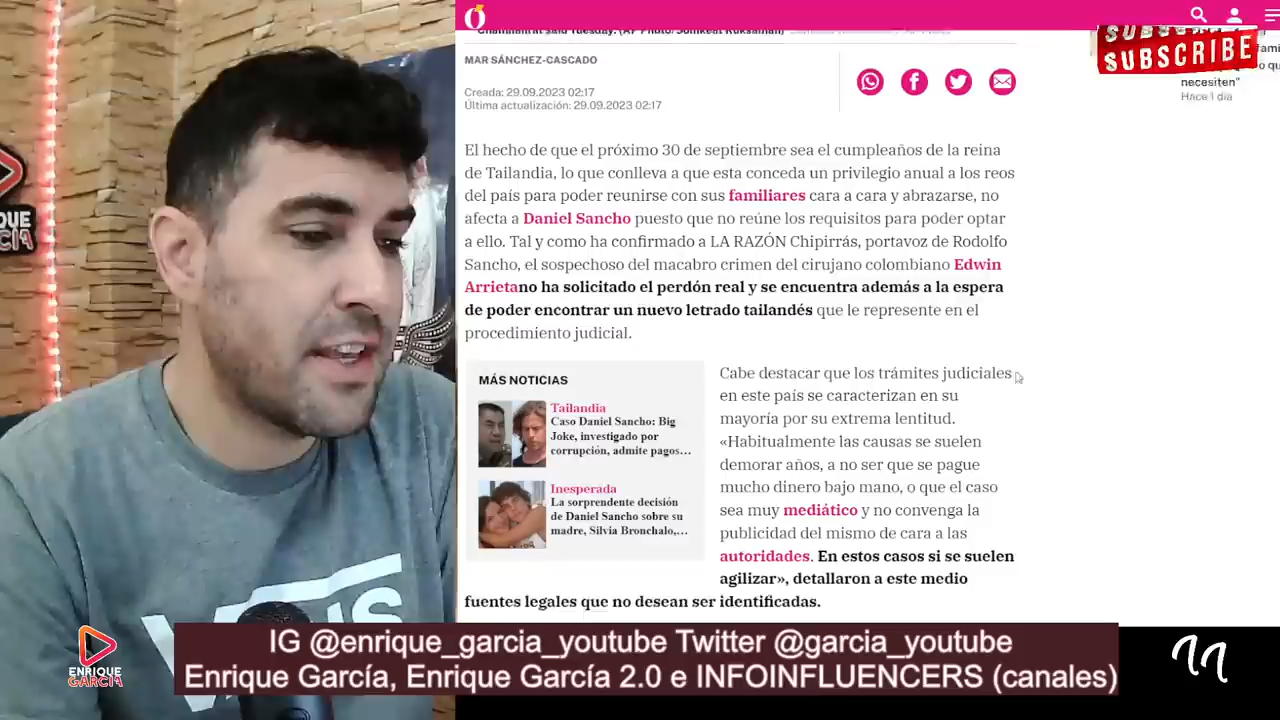 SUBSCRIBE
SUBSCRIBE
necesiten"
Hace 1 día
MAR SÁNCHEZ-CASCADO
Creada: 29.09.2023 02:17
Última actualización: 29.09.2023 02:17
El hecho de que el próximo 30 de septiembre sea el cumpleaños de la reina
de Tailandia, lo que conlleva a que esta conceda un privilegio anual a los reos
del país para poder reunirse con sus familiares cara a cara y abrazarse, no
afecta a Daniel Sancho puesto que no reúne los requisitos para poder optar
a ello. Tal y como ha confirmado a LA RAZÓN Chipirrás, portavoz de Rodolfo
Sancho, el sospechoso del macabro crimen del cirujano colombiano Edwin
Arrietano ha solicitado el perdón real y se encuentra además a la espera
de poder encontrar un nuevo letrado tailandés que le represente en el
procedimiento judicial.
MÁS NOTICIAS
Tailandia
Caso Daniel Sancho: Big
Joke, investigado por
corrupción, admite pagos...
Inesperada
La sorprendente decisión
de Daniel Sancho sobre su
madre, Silvia Bronchalo,...
Cabe destacar que los trámites judiciales
en este país se caracterizan en su
mayoría por su extrema lentitud.
«Habitualmente las causas se suelen
demorar años, a no ser que se pague
mucho dinero bajo mano, o que el caso
sea muy mediático y no convenga la
publicidad del mismo de cara a las
autoridades. En estos casos si se suelen
agilizar», detallaron a este medio
fuentes legales que no desean ser identificadas.
IG @enrique_garcia_youtube Twitter @garcia_youtube
Enrique García, Enrique García 2.0 e INFOINFLUENCERS (canales)
ENRIQUE
GARCÍA
VANS